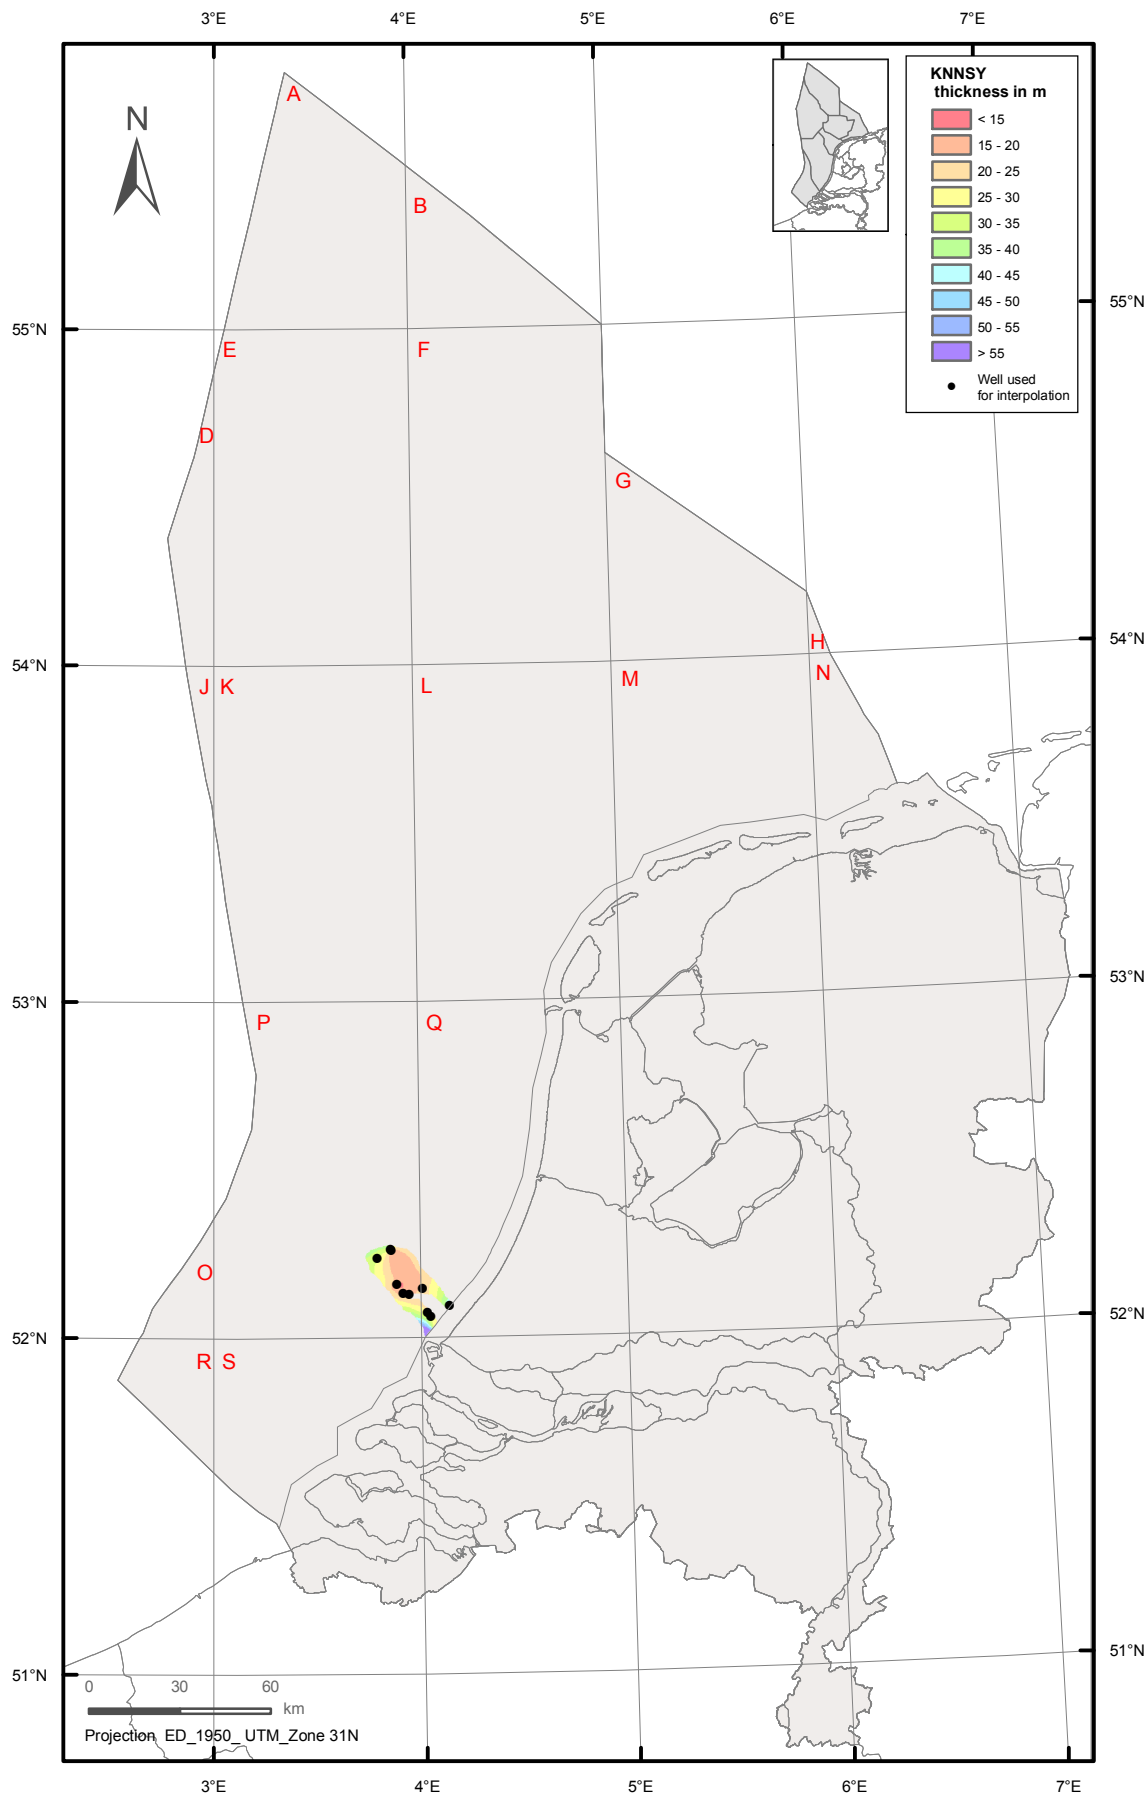 3°E 4°E 5°E 6°E 7°E
KNNSY
thickness in m
< 15
15 - 20
20 - 25
25 - 30
30 - 35
35 - 40
40 - 45
45 - 50
50 - 55
> 55
Well used
for interpolation
N
A
B
55°N
55°N
E
F
D
G
H
54°N
54°N
J K
L
M
N
53°N
53°N
P
Q
O
52°N
52°N
R S
51°N
51°N
0 30 60
km
Projection ED_1950_ UTM_Zone 31N
3°E 4°E 5°E 6°E 7°E